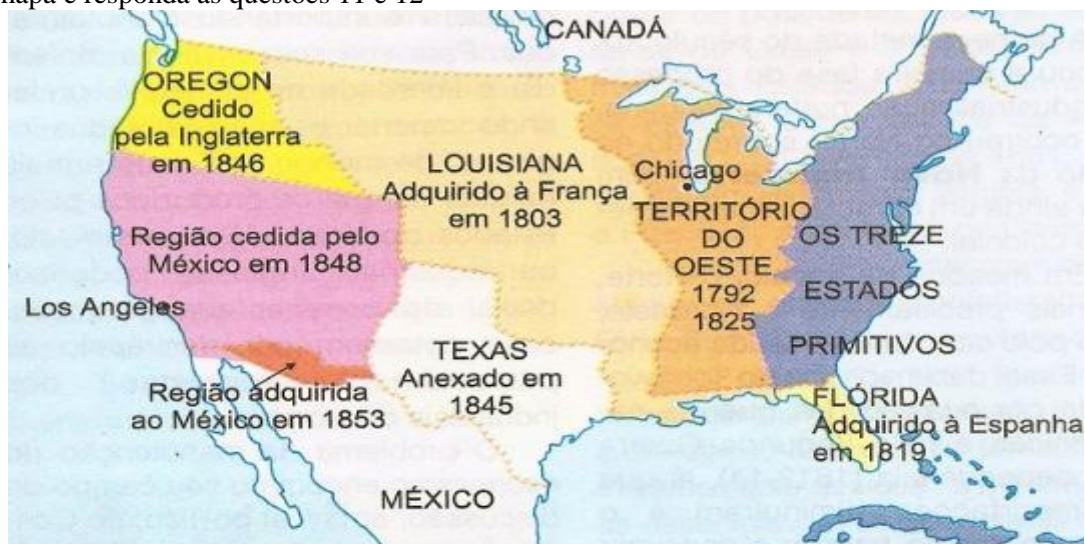 mapa e responda as questões 11 e 12
CANADÁ
OREGON
Cedido
pela Inglaterra
em 1846
LOUISIANA
Adquirido à França
em 1803
Chicago
TERRITÓRIO
DO
OESTE
1792
1825
OS TREZE
ESTADOS
PRIMITIVOS
Região cedida pelo
México em 1848
Los Angeles
TEXAS
Anexado em
1845
Região adquirida
ao México em 1853
FLÓRIDA
Adquirido à Espanha
em 1819
MÉXICO